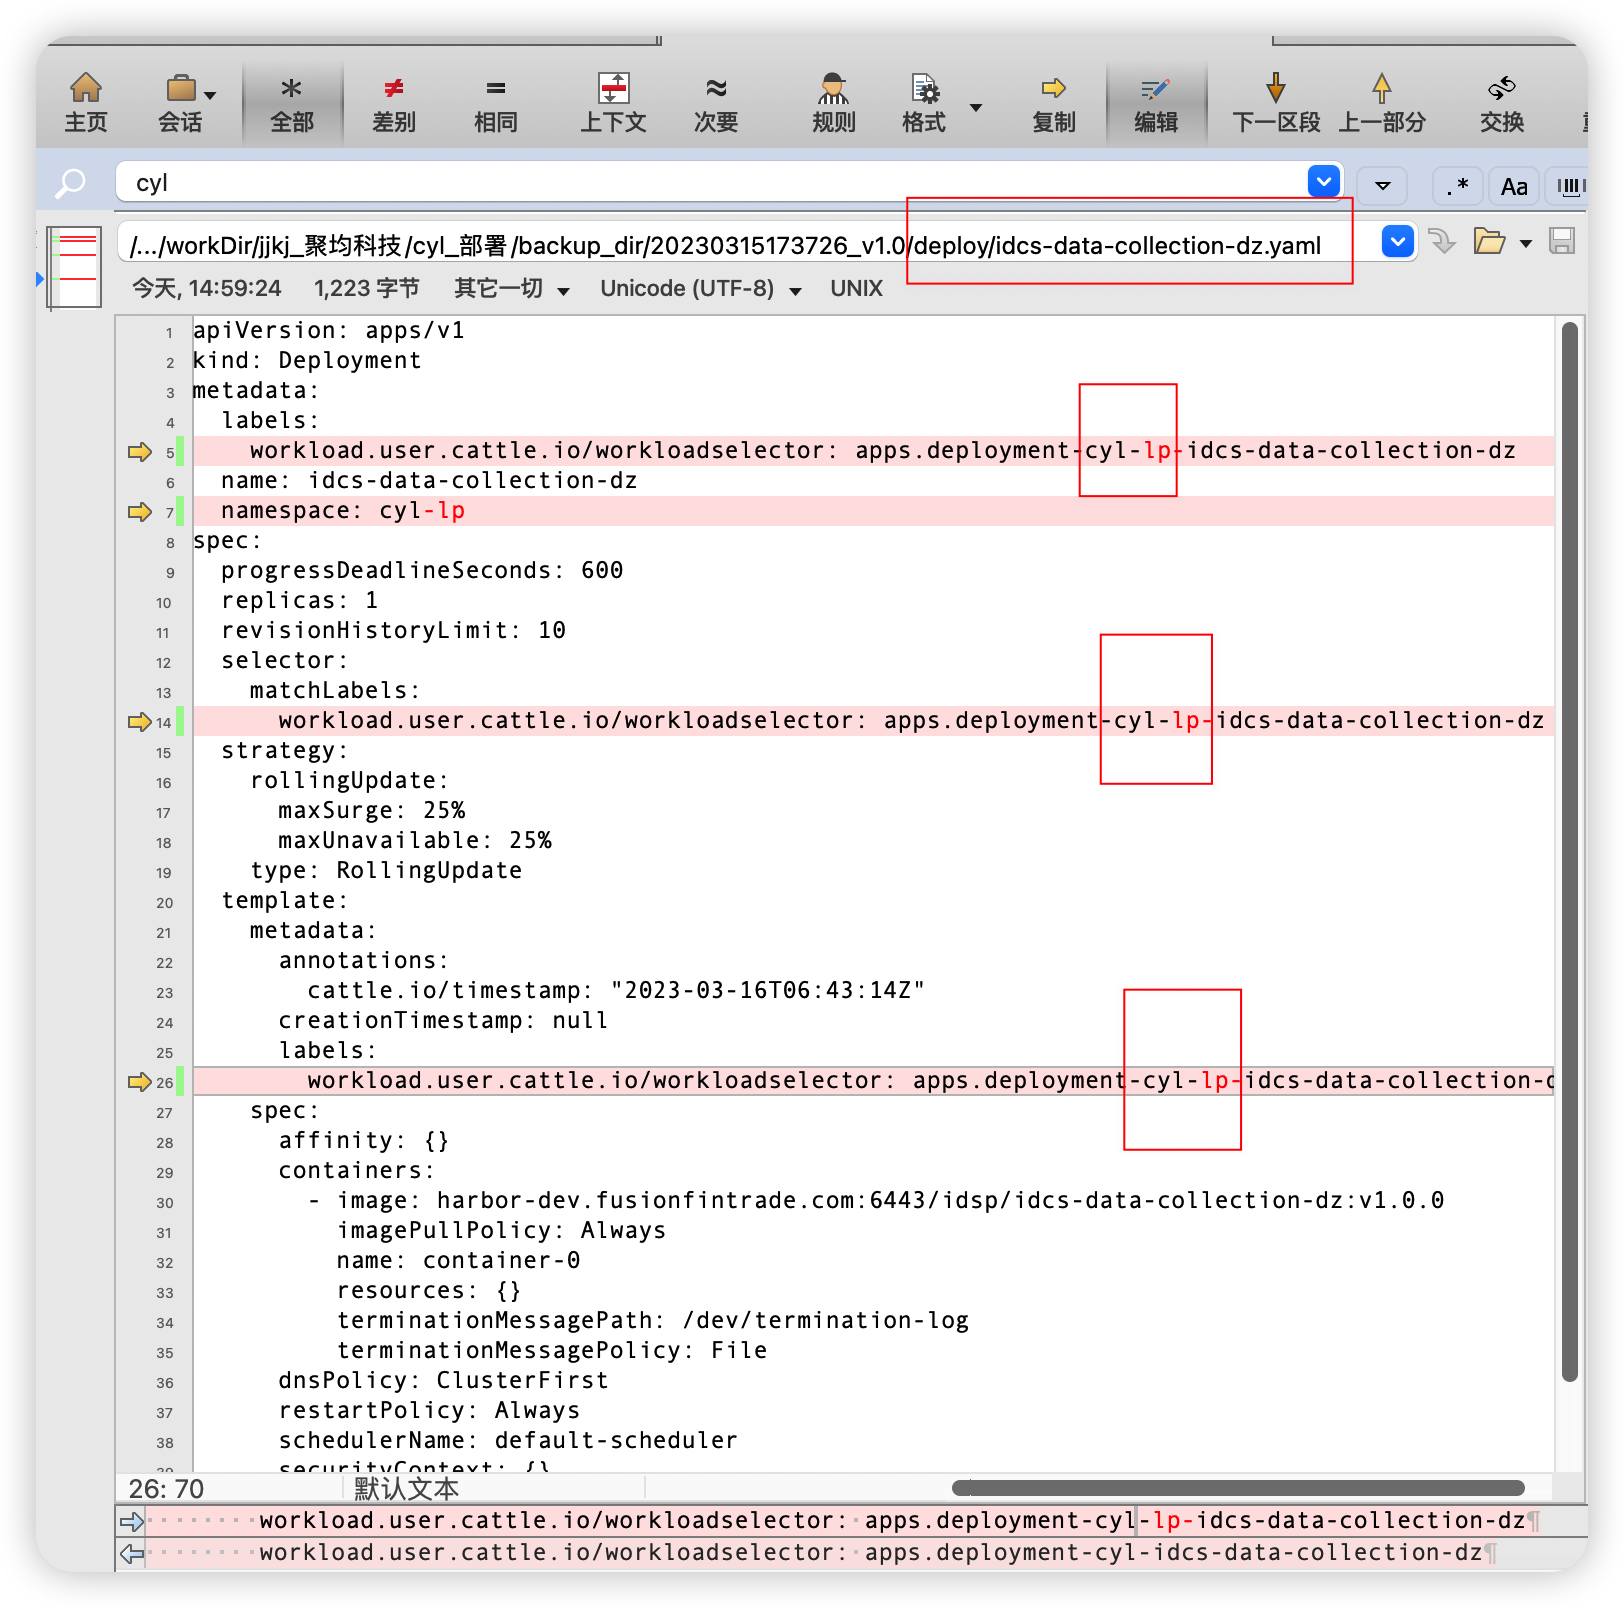 主页 会话 全部 差别 相同 上下文 次要 规则 格式 复制 编辑 下一区段 上一部分 交换
cyl .* Aa
/.../workDir/jjkj_聚均科技/cyl_部署/backup_dir/20230315173726_v1.0/deploy/idcs-data-collection-dz.yaml
今天, 14:59:24 1,223 字节 其它一切 Unicode (UTF-8) UNIX
1 apiVersion: apps/v1
2 kind: Deployment
3 metadata:
4 labels:
5 workload.user.cattle.io/workloadselector: apps.deployment-cyl-lp-idcs-data-collection-dz
6 name: idcs-data-collection-dz
7 namespace: cyl-lp
8 spec:
9 progressDeadlineSeconds: 600
10 replicas: 1
11 revisionHistoryLimit: 10
12 selector:
13 matchLabels:
14 workload.user.cattle.io/workloadselector: apps.deployment-cyl-lp-idcs-data-collection-dz
15 strategy:
16 rollingUpdate:
17 maxSurge: 25%
18 maxUnavailable: 25%
19 type: RollingUpdate
20 template:
21 metadata:
22 annotations:
23 cattle.io/timestamp: "2023-03-16T06:43:14Z"
24 creationTimestamp: null
25 labels:
26 workload.user.cattle.io/workloadselector: apps.deployment-cyl-lp-idcs-data-collection-d
27 spec:
28 affinity: {}
29 containers:
30 - image: harbor-dev.fusionfintrade.com:6443/idsp/idcs-data-collection-dz:v1.0.0
31 imagePullPolicy: Always
32 name: container-0
33 resources: {}
34 terminationMessagePath: /dev/termination-log
35 terminationMessagePolicy: File
36 dnsPolicy: ClusterFirst
37 restartPolicy: Always
38 schedulerName: default-scheduler
39 securityContext: {}
26: 70 默认文本
workload.user.cattle.io/workloadselector: apps.deployment-cyl-lp-idcs-data-collection-dz¶
workload.user.cattle.io/workloadselector: apps.deployment-cyl-idcs-data-collection-dz¶